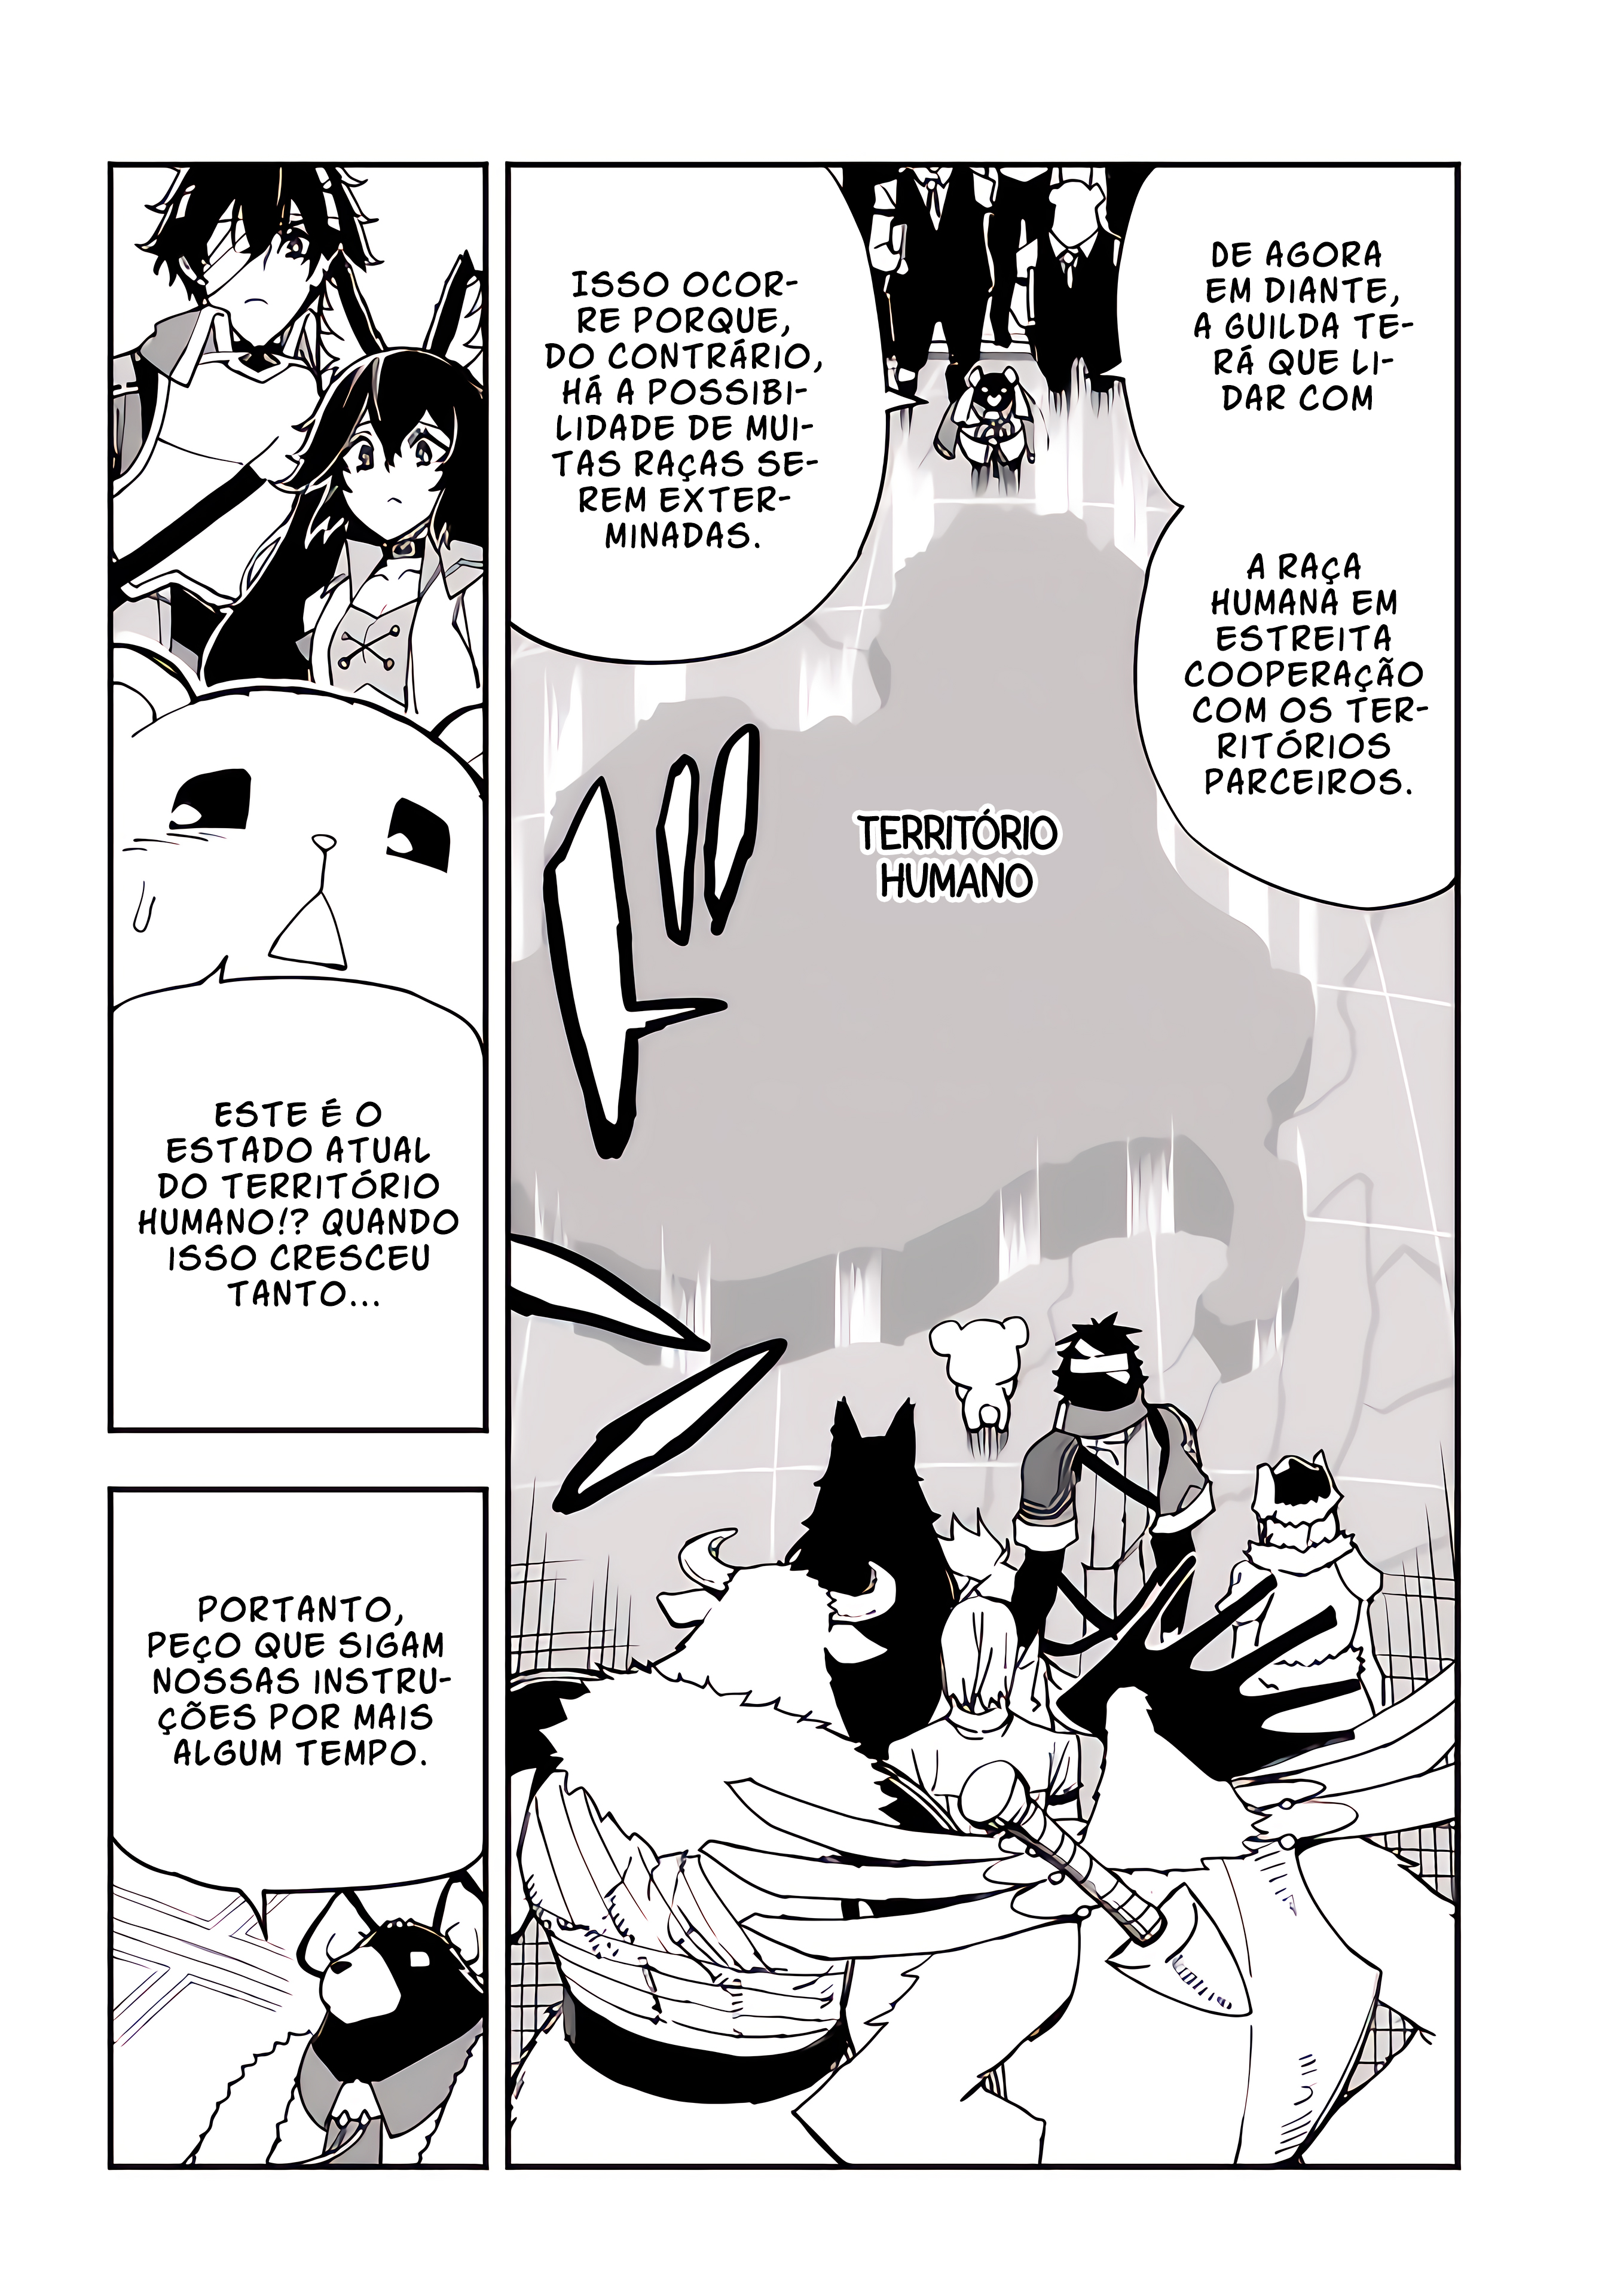 DE AGORA
EM DIANTE,
A GUILDA TE-
RÁ QUE LI-
DAR COM
A RAÇA
HUMANA EM
ESTREITA
COOPERAÇÃO
COM OS TER-
RITÓRIOS
PARCEIROS.
ISSO OCOR-
RE PORQUE,
DO CONTRÁRIO,
HÁ A POSSIBI-
LIDADE DE MUI-
TAS RAÇAS SE-
REM EXTER-
MINADAS.
TERRITÓRIO
HUMANO
ESTE É O
ESTADO ATUAL
DO TERRITÓRIO
HUMANO!? QUANDO
ISSO CRESCEU
TANTO...
PORTANTO,
PEÇO QUE SIGAM
NOSSAS INSTRU-
ÇÕES POR MAIS
ALGUM TEMPO.